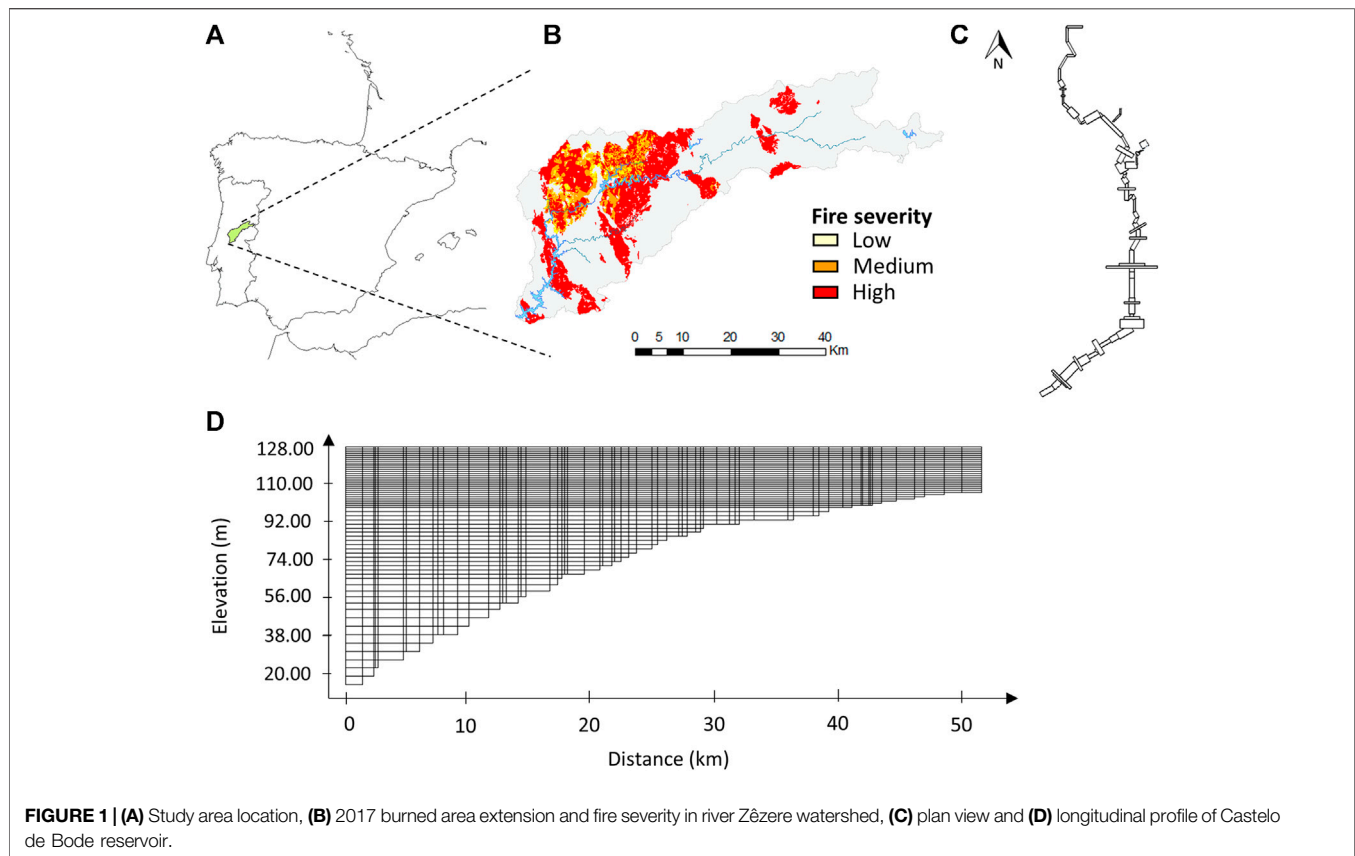 A
B
C
N
Fire severity
Low
Medium
High
0 5 10 20 30 40
Km
D
128.00
110.00
92.00
74.00
56.00
38.00
20.00
Elevation (m)
0 10 20 30 40 50
Distance (km)
FIGURE 1 | (A) Study area location, (B) 2017 burned area extension and fire severity in river Zêzere watershed, (C) plan view and (D) longitudinal profile of Castelo
de Bode reservoir.